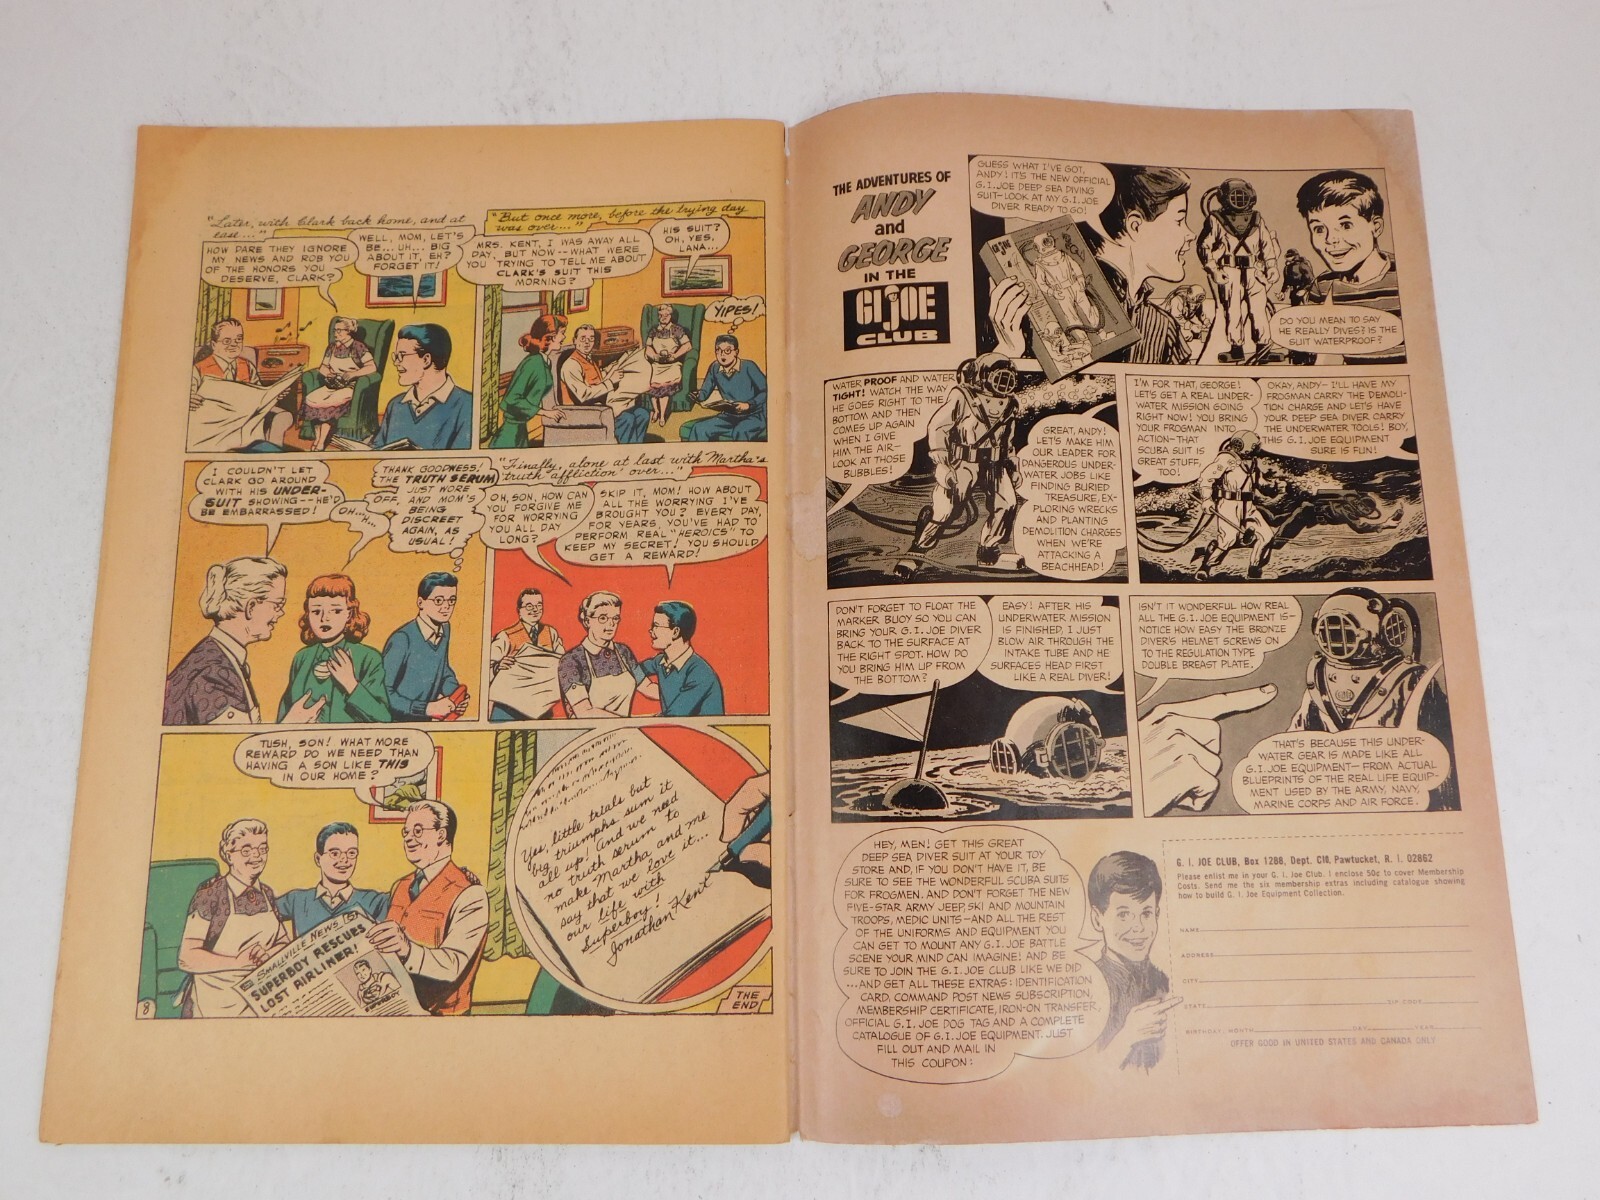 "Later, with Clark back home, and at
ease..."
HOW DARE THEY IGNORE
MY NEWS AND ROB YOU
OF THE HONORS YOU
DESERVE, CLARK?
WELL, MOM, LET'S
BE...UH... BIG
ABOUT IT, EH?
FORGET IT!
"But once more, before the trying day
was over..."
MRS. KENT, I WAS AWAY ALL
DAY. BUT NOW--WHAT WERE
YOU TRYING TO TELL ME ABOUT
CLARK'S SUIT THIS
MORNING?
HIS SUIT?
OH, YES,
LANA...
YIPES!
I COULDN'T LET
CLARK GO AROUND
WITH HIS UNDER-
SUIT SHOWING--HE'D
BE EMBARRASSED!
OH...
THANK GOODNESS!
THE TRUTH SERUM
JUST WORE
OFF, AND MOM'S
BEING
DISCREET
AGAIN, AS
USUAL!
"Finally, alone at last with Martha's
'truth affliction' over..."
OH, SON, HOW CAN
YOU FORGIVE ME
FOR WORRYING
YOU ALL DAY
LONG?
SKIP IT, MOM! HOW ABOUT
ALL THE WORRYING I'VE
BROUGHT YOU? EVERY DAY,
FOR YEARS, YOU'VE HAD TO
PERFORM REAL "HEROICS" TO
KEEP MY SECRET! YOU SHOULD
GET A REWARD!
TUSH, SON! WHAT MORE
REWARD DO WE NEED THAN
HAVING A SON LIKE THIS
IN OUR HOME?
SMALLVILLE NEWS 5¢
SUPERBOY RESCUES
LOST AIRLINER!
SUPERBOY
Yes, little trials but
big triumphs sum it
all up. And we need
no truth serum to
make Martha and me
say that we love it...
our life with
Superboy!
Jonathan Kent
THE
END
8
THE ADVENTURES OF
ANDY
and
GEORGE
IN THE
GI JOE
CLUB
GUESS WHAT I'VE GOT,
ANDY! IT'S THE NEW OFFICIAL
G.I. JOE DEEP SEA DIVING
SUIT-LOOK AT MY G.I. JOE
DIVER READY TO GO!
DO YOU MEAN TO SAY
HE REALLY DIVES? IS THE
SUIT WATERPROOF?
WATER PROOF AND WATER
TIGHT! WATCH THE WAY
HE GOES RIGHT TO THE
BOTTOM AND THEN
COMES UP AGAIN
WHEN I GIVE
HIM THE AIR-
LOOK AT THOSE
BUBBLES!
GREAT, ANDY!
LET'S MAKE HIM
OUR LEADER FOR
DANGEROUS UNDER-
WATER JOBS LIKE
FINDING BURIED
TREASURE, EX-
PLORING WRECKS
AND PLANTING
DEMOLITION CHARGES
WHEN WE'RE
ATTACKING A
BEACHHEAD!
I'M FOR THAT, GEORGE!
LET'S GET A REAL UNDER-
WATER MISSION GOING
RIGHT NOW! YOU BRING
YOUR FROGMAN INTO
ACTION-THAT
SCUBA SUIT IS
GREAT STUFF,
TOO!
OKAY, ANDY-I'LL HAVE MY
FROGMAN CARRY THE DEMOLI-
TION CHARGE AND LET'S HAVE
YOUR DEEP SEA DIVER CARRY
THE UNDERWATER TOOLS! BOY,
THIS G.I. JOE EQUIPMENT
SURE IS FUN!
DON'T FORGET TO FLOAT THE
MARKER BUOY SO YOU CAN
BRING YOUR G.I. JOE DIVER
BACK TO THE SURFACE AT
THE RIGHT SPOT. HOW DO
YOU BRING HIM UP FROM
THE BOTTOM?
EASY! AFTER HIS
UNDERWATER MISSION
IS FINISHED, I JUST
BLOW AIR THROUGH THE
INTAKE TUBE AND HE
SURFACES HEAD FIRST
LIKE A REAL DIVER!
ISN'T IT WONDERFUL HOW REAL
ALL THE G.I. JOE EQUIPMENT IS-
NOTICE HOW EASY THE BRONZE
DIVER'S HELMET SCREWS ON
TO THE REGULATION TYPE
DOUBLE BREAST PLATE.
THAT'S BECAUSE THIS UNDER-
WATER GEAR IS MADE LIKE ALL
G.I. JOE EQUIPMENT-FROM ACTUAL
BLUEPRINTS OF THE REAL LIFE EQUIP-
MENT USED BY THE ARMY, NAVY,
MARINE CORPS AND AIR FORCE.
HEY, MEN! GET THIS GREAT
DEEP SEA DIVER SUIT AT YOUR TOY
STORE AND, IF YOU DON'T HAVE IT, BE
SURE TO SEE THE WONDERFUL SCUBA SUITS
FOR FROGMEN. AND DON'T FORGET THE NEW
FIVE-STAR ARMY JEEP, SKI AND MOUNTAIN
TROOPS, MEDIC UNITS-AND ALL THE REST
OF THE UNIFORMS AND EQUIPMENT YOU
CAN GET TO MOUNT ANY G.I. JOE BATTLE
SCENE YOUR MIND CAN IMAGINE! AND BE
SURE TO JOIN THE G.I. JOE CLUB LIKE WE DID
...AND GET ALL THESE EXTRAS: IDENTIFICATION
CARD, COMMAND POST NEWS SUBSCRIPTION,
MEMBERSHIP CERTIFICATE, IRON-ON TRANSFER,
OFFICIAL G.I. JOE DOG TAG AND A COMPLETE
CATALOGUE OF G.I. JOE EQUIPMENT. JUST
FILL OUT AND MAIL IN
THIS COUPON:
G. I. JOE CLUB, Box 1288, Dept. C10, Pawtucket, R. I. 02862
Please enlist me in your G. I. Joe Club. I enclose 50¢ to cover Membership
Costs. Send me the six membership extras including catalogue showing
how to build G. I. Joe Equipment Collection.
NAME
ADDRESS
CITY
STATE ZIP CODE
BIRTHDAY, MONTH DAY YEAR
OFFER GOOD IN UNITED STATES AND CANADA ONLY